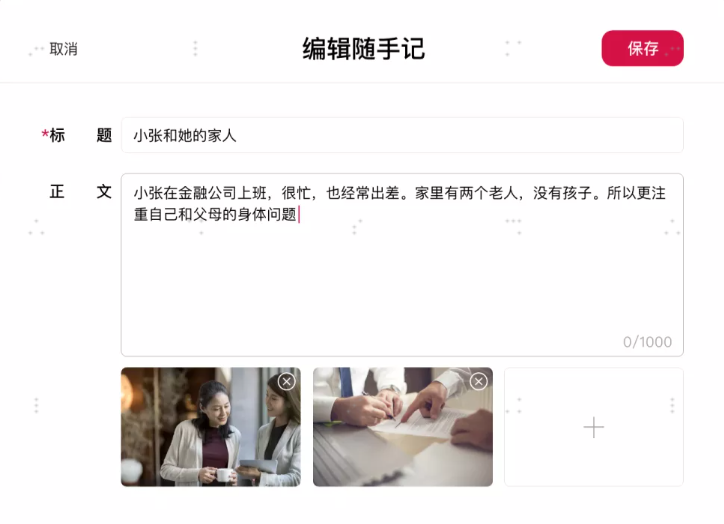 取消
编辑随手记
保存
*标 题
小张和她的家人
正 文
小张在金融公司上班，很忙，也经常出差。家里有两个老人，没有孩子。所以更注
重自己和父母的身体问题
0/1000